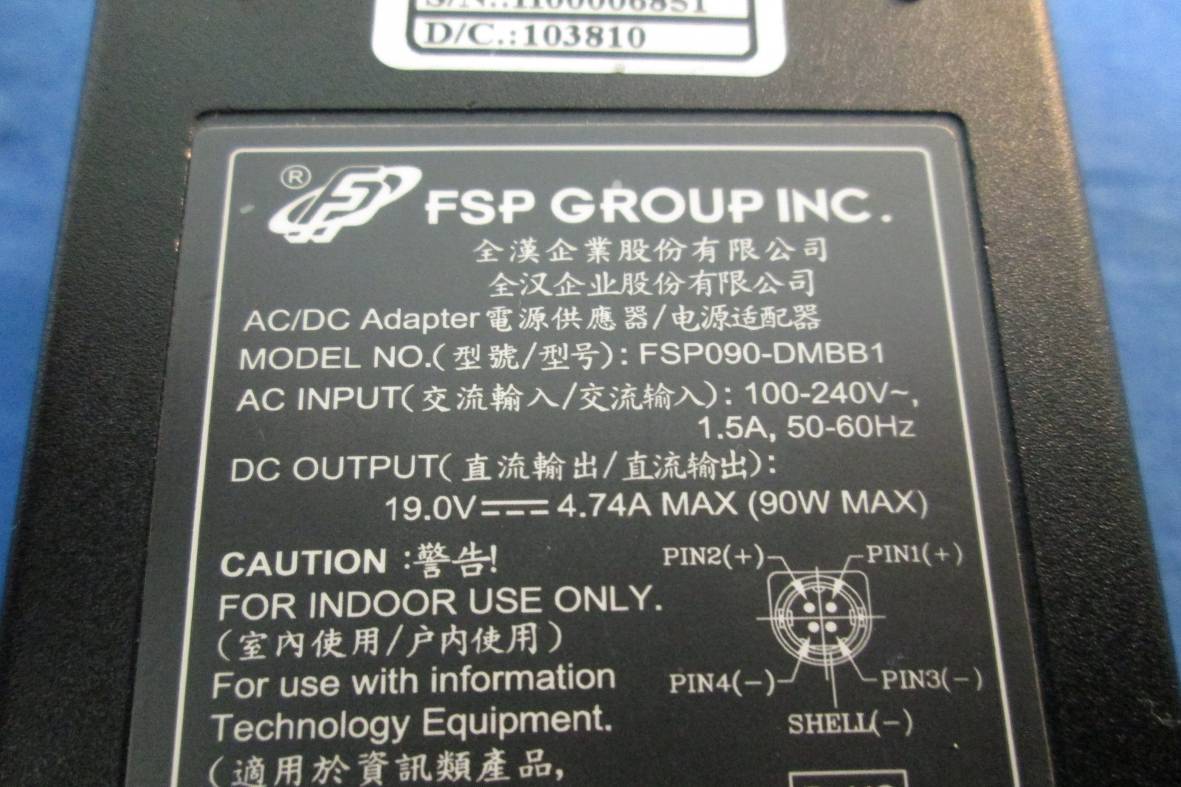 S/N.:H00006851
D/C.:103810
® FSP GROUP INC.
全漢企業股份有限公司
全汉企业股份有限公司
AC/DC Adapter電源供應器/电源适配器
MODEL NO.(型號/型号): FSP090-DMBB1
AC INPUT(交流輸入/交流输入): 100-240V~,
1.5A, 50-60Hz
DC OUTPUT(直流輸出/直流输出):
19.0V⎓4.74A MAX (90W MAX)
CAUTION :警告!
FOR INDOOR USE ONLY.
(室內使用/户内使用)
For use with information
Technology Equipment.
(適用於資訊類產品,
PIN2(+) PIN1(+)
PIN4(-) PIN3(-)
SHELL(-)